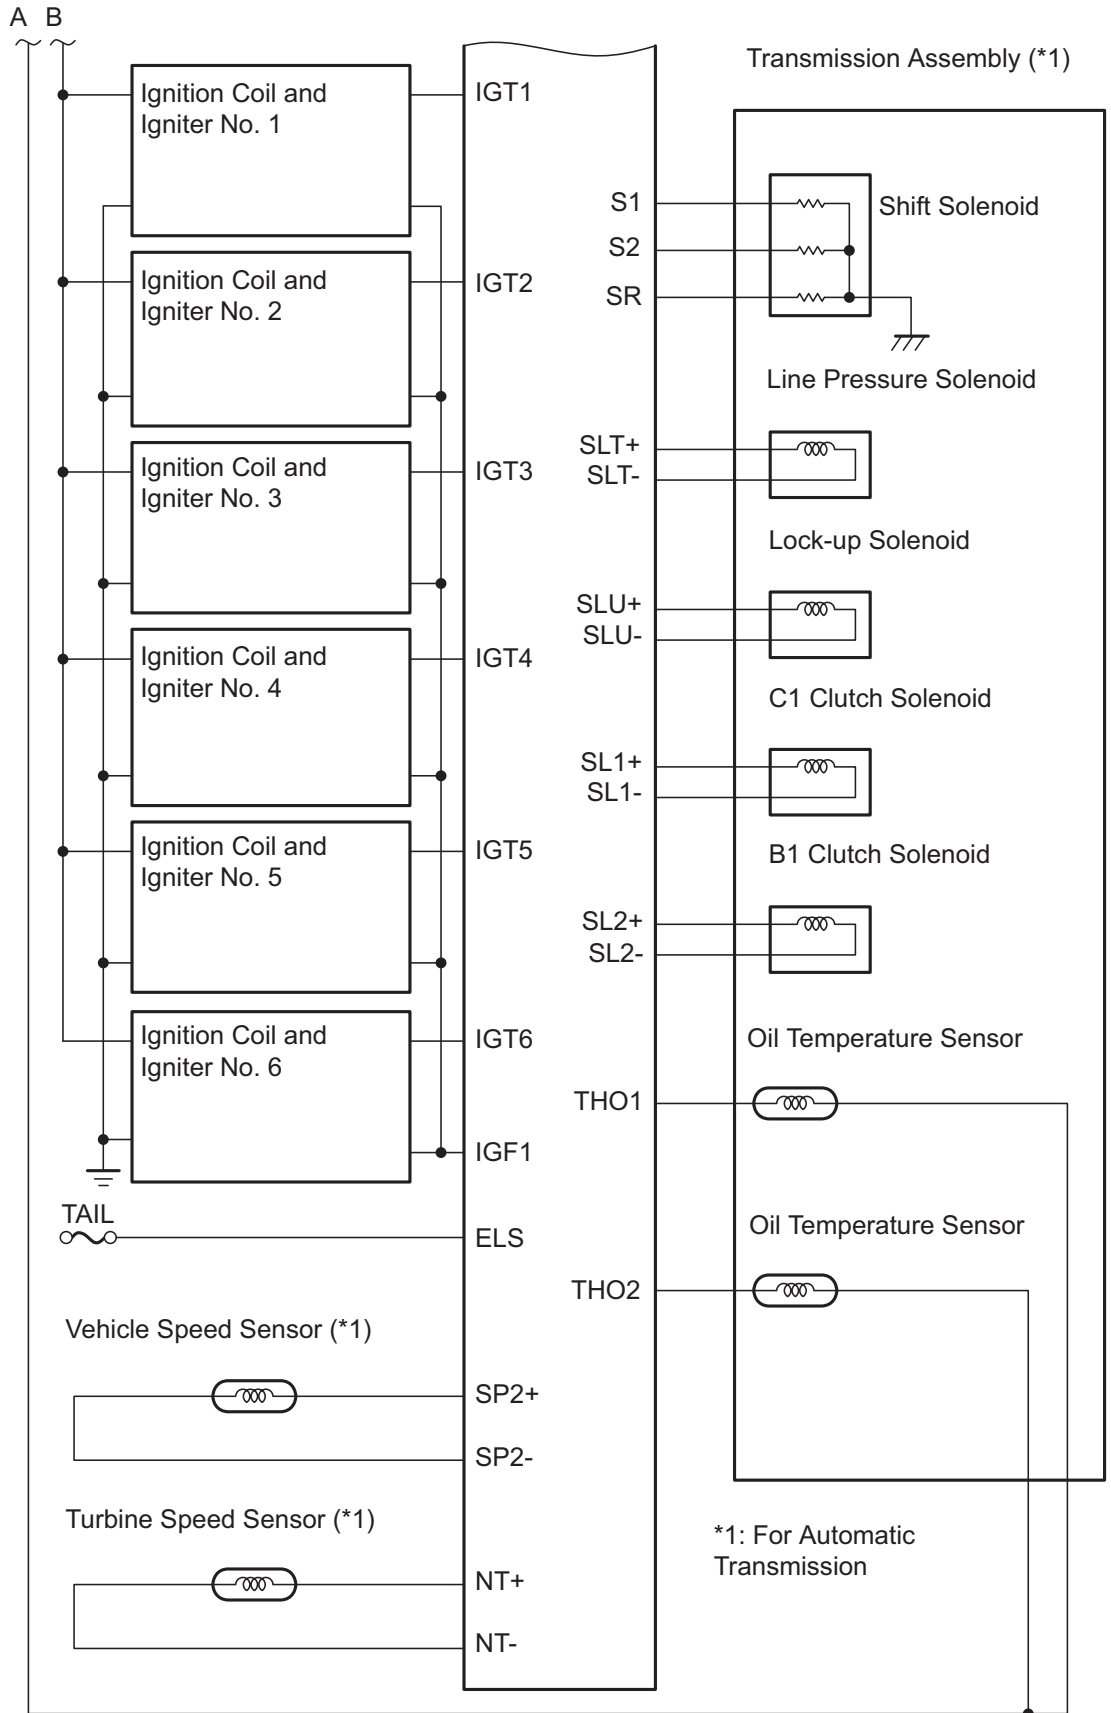 A B
Ignition Coil and
Igniter No. 1
IGT1
Ignition Coil and
Igniter No. 2
IGT2
Ignition Coil and
Igniter No. 3
IGT3
Ignition Coil and
Igniter No. 4
IGT4
Ignition Coil and
Igniter No. 5
IGT5
Ignition Coil and
Igniter No. 6
IGT6
IGF1
TAIL
ELS
Vehicle Speed Sensor (*1)
SP2+
SP2-
Turbine Speed Sensor (*1)
NT+
NT-
Transmission Assembly (*1)
S1
S2
SR
Shift Solenoid
Line Pressure Solenoid
SLT+
SLT-
Lock-up Solenoid
SLU+
SLU-
C1 Clutch Solenoid
SL1+
SL1-
B1 Clutch Solenoid
SL2+
SL2-
Oil Temperature Sensor
THO1
Oil Temperature Sensor
THO2
*1: For Automatic
Transmission